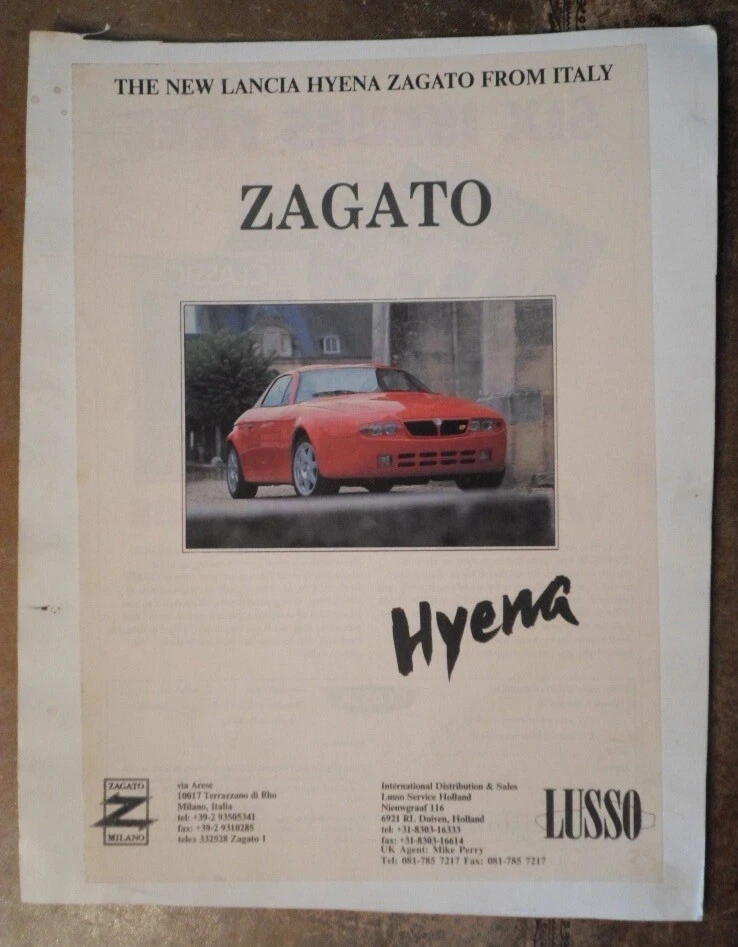 THE NEW LANCIA HYENA ZAGATO FROM ITALY
ZAGATO
Hyena
ZAGATO
Z
MILANO
via Arese
10017 Terrazzano di Rho
Milano, Italia
tel: +39-2 93505341
fax: +39-2 9310285
telex 332528 Zagato I
International Distribution & Sales
Lusso Service Holland
Nieuwgraaf 116
6921 RL Duiven, Holland
tel: +31-8303-16333
fax: +31-8303-16614
UK Agent: Mike Perry
Tel: 081-785 7217 Fax: 081-785 7217
LUSSO